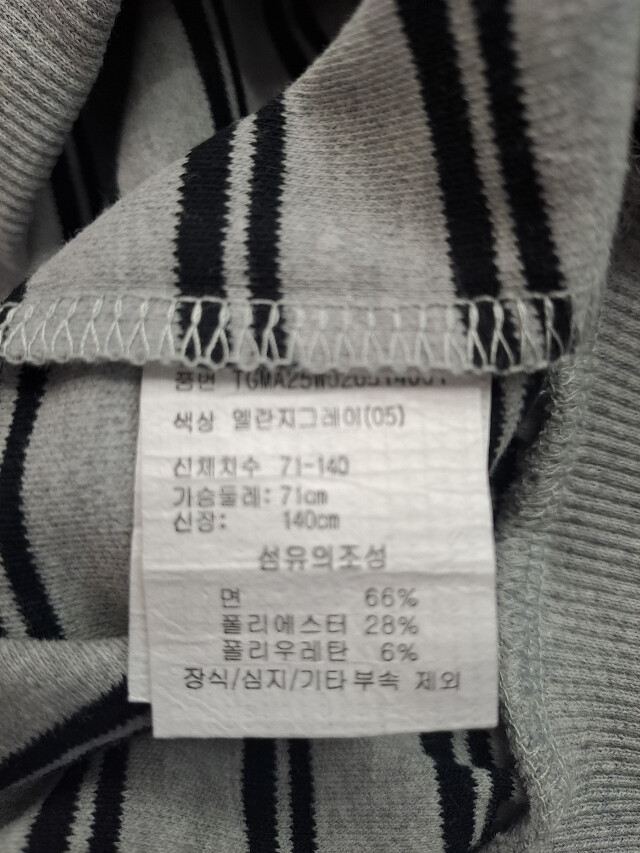 품번
색상 멜란지그레이(05)
신체치수 71-140
가슴둘레: 71cm
신장: 140cm
섬유의조성
면 66%
폴리에스터 28%
폴리우레탄 6%
장식/심지/기타부속 제외